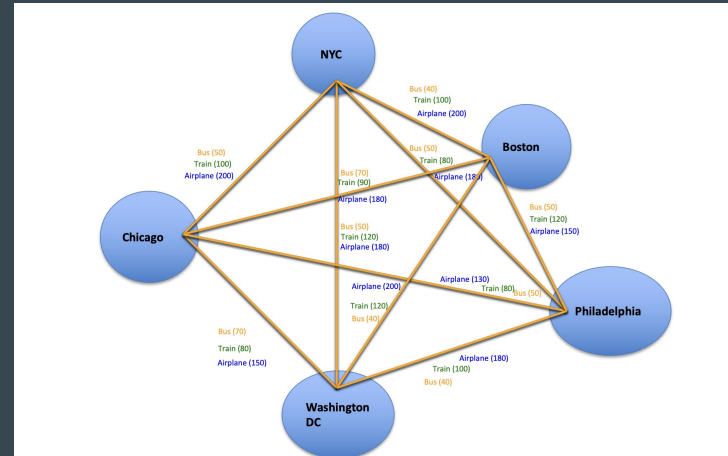 NYC
Bus (40)
Train (100)
Airplane (200)
Boston
Bus (50)
Train (100)
Airplane (200)
Bus (50)
Train (80)
Airplane (180)
Bus (70)
Train (90)
Airplane (180)
Bus (50)
Train (120)
Airplane (150)
Bus (50)
Train (120)
Airplane (180)
Chicago
Airplane (130)
Train (80)
Bus (50)
Airplane (200)
Train (120)
Bus (40)
Philadelphia
Bus (70)
Train (80)
Airplane (150)
Airplane (180)
Train (100)
Bus (40)
Washington
DC